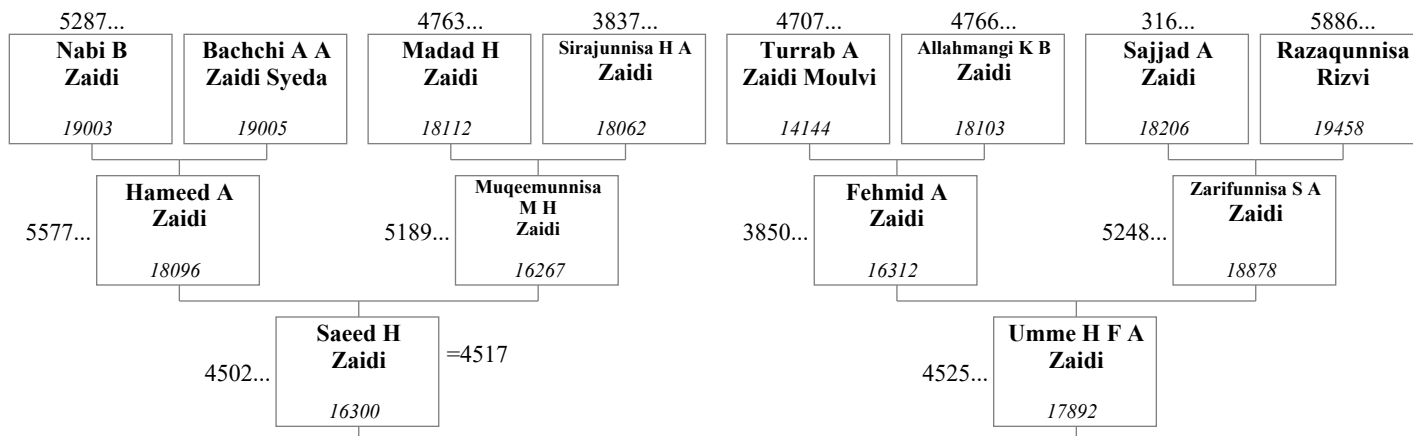 5287...
4763...
3837...
4707...
4766...
316...
5886...
Nabi B
Zaidi
19003
Bachchi A A
Zaidi Syeda
19005
Madad H
Zaidi
18112
Sirajunnisa H A
Zaidi
18062
Turrab A
Zaidi Moulvi
14144
Allahmangi K B
Zaidi
18103
Sajjad A
Zaidi
18206
Razaqunnisa
Rizvi
19458
5577...
Hameed A
Zaidi
18096
5189...
Muqeemunnisa
M H
Zaidi
16267
3850...
Fehmid A
Zaidi
16312
5248...
Zarifunnisa S A
Zaidi
18878
4502...
Saeed H
Zaidi
16300
=4517
4525...
Umme H F A
Zaidi
17892